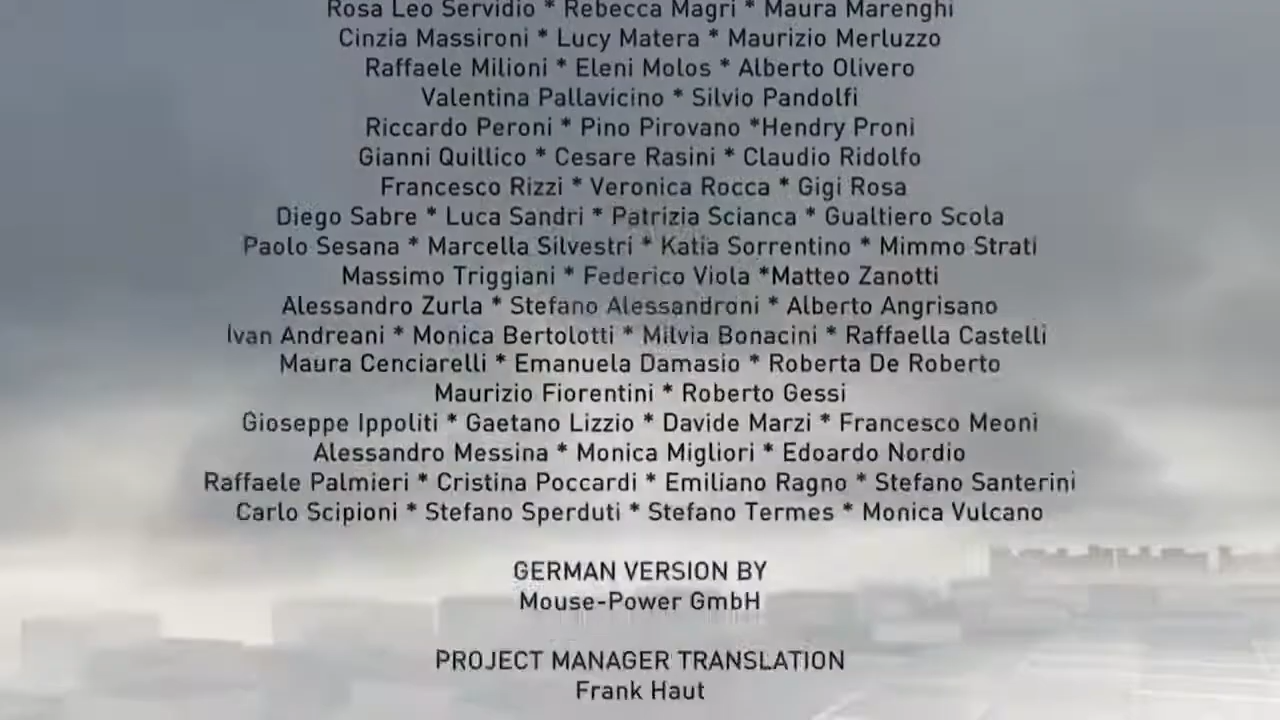 Rosa Leo Servidio * Rebecca Magri * Maura Marenghi
Cinzia Massironi * Lucy Matera * Maurizio Merluzzo
Raffaele Milioni * Eleni Molos * Alberto Olivero
Valentina Pallavicino * Silvio Pandolfi
Riccardo Peroni * Pino Pirovano *Hendry Proni
Gianni Quillico * Cesare Rasini * Claudio Ridolfo
Francesco Rizzi * Veronica Rocca * Gigi Rosa
Diego Sabre * Luca Sandri * Patrizia Scianca * Gualtiero Scola
Paolo Sesana * Marcella Silvestri * Katia Sorrentino * Mimmo Strati
Massimo Triggiani * Federico Viola *Matteo Zanotti
Alessandro Zurla * Stefano Alessandroni * Alberto Angrisano
Ivan Andreani * Monica Bertolotti * Milvia Bonacini * Raffaella Castelli
Maura Cenciarelli * Emanuela Damasio * Roberta De Roberto
Maurizio Fiorentini * Roberto Gessi
Gioseppe Ippoliti * Gaetano Lizzio * Davide Marzi * Francesco Meoni
Alessandro Messina * Monica Migliori * Edoardo Nordio
Raffaele Palmieri * Cristina Poccardi * Emiliano Ragno * Stefano Santerini
Carlo Scipioni * Stefano Sperduti * Stefano Termes * Monica Vulcano
GERMAN VERSION BY
Mouse-Power GmbH
PROJECT MANAGER TRANSLATION
Frank Haut